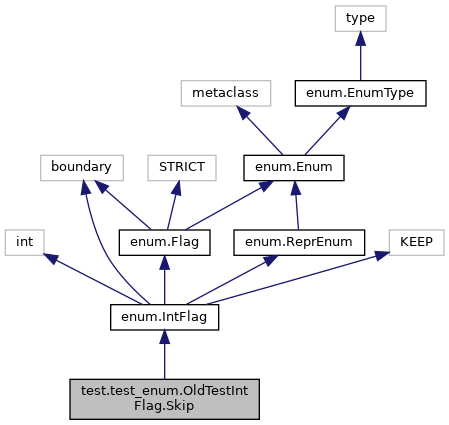 type
metaclass
enum.EnumType
boundary
STRICT
enum.Enum
int
enum.Flag
enum.ReprEnum
KEEP
enum.IntFlag
test.test_enum.OldTestInt
Flag.Skip